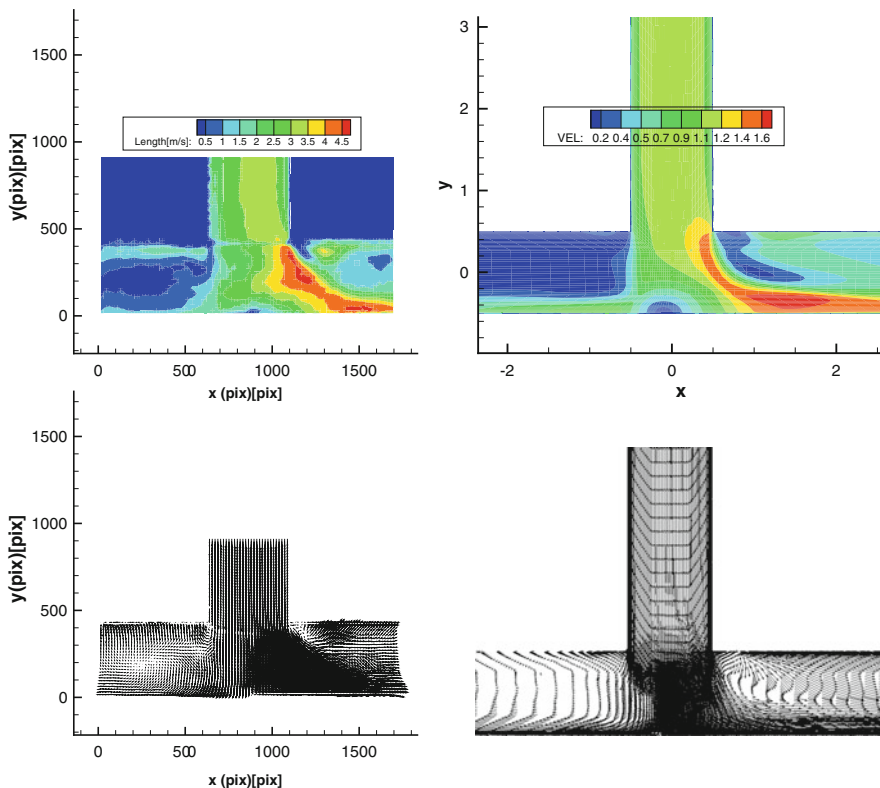 1500
1000
500
0
y(pix)[pix]
Length[m/s]: 0.5 1 1.5 2 2.5 3 3.5 4 4.5
0 500 1000 1500
x (pix)[pix]
3
2
1
0
y
VEL: 0.2 0.4 0.5 0.7 0.9 1.1 1.2 1.4 1.6
-2 0 2
x
1500
1000
500
0
y(pix)[pix]
0 500 1000 1500
x (pix)[pix]